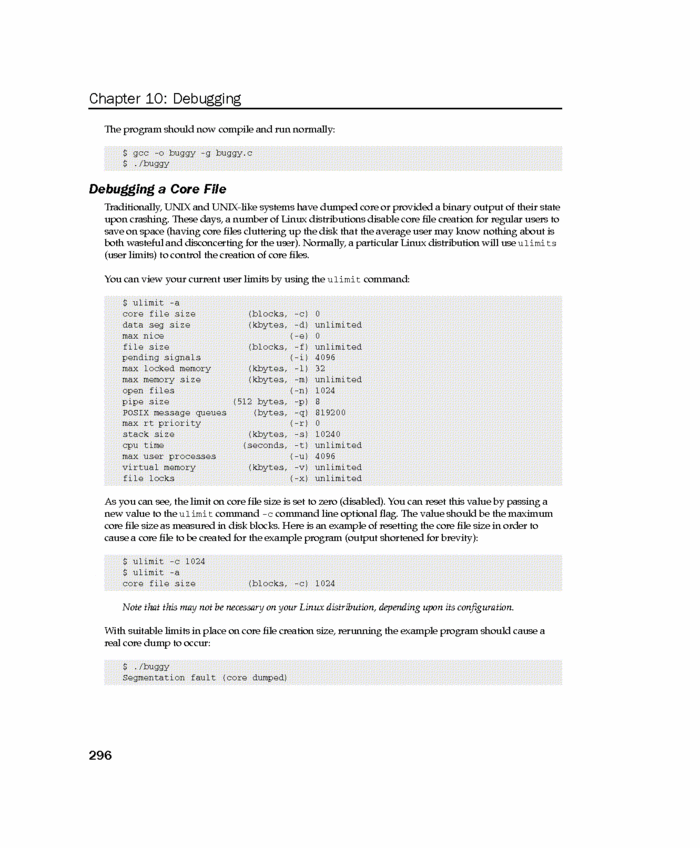 Chapter 10: Debugging
The program should now compile and run normally:
$ gcc -o buggy -g buggy.c
$ ./buggy
Debugging a Core File
Traditionally, UNIX and UNIX-like systems have dumped core or provided a binary output of their state
upon crashing. These days, a number of Linux distributions disable core file creation for regular users to
save on space (having core files cluttering up the disk that the average user may know nothing about is
both wasteful and disconcerting for the user). Normally, a particular Linux distribution will use ulimits
(user limits) to control the creation of core files.
You can view your current user limits by using the ulimit command:
$ ulimit -a
core file size (blocks, -c) 0
data seg size (kbytes, -d) unlimited
max nice (-e) 0
file size (blocks, -f) unlimited
pending signals (-i) 4096
max locked memory (kbytes, -l) 32
max memory size (kbytes, -m) unlimited
open files (-n) 1024
pipe size (512 bytes, -p) 8
POSIX message queues (bytes, -q) 819200
max rt priority (-r) 0
stack size (kbytes, -s) 10240
cpu time (seconds, -t) unlimited
max user processes (-u) 4096
virtual memory (kbytes, -v) unlimited
file locks (-x) unlimited
As you can see, the limit on core file size is set to zero (disabled). You can reset this value by passing a
new value to the ulimit command -c command line optional flag. The value should be the maximum
core file size as measured in disk blocks. Here is an example of resetting the core file size in order to
cause a core file to be created for the example program (output shortened for brevity):
$ ulimit -c 1024
$ ulimit -a
core file size (blocks, -c) 1024
Note that this may not be necessary on your Linux distribution, depending upon its configuration.
With suitable limits in place on core file creation size, rerunning the example program should cause a
real core dump to occur:
$ ./buggy
Segmentation fault (core dumped)
296